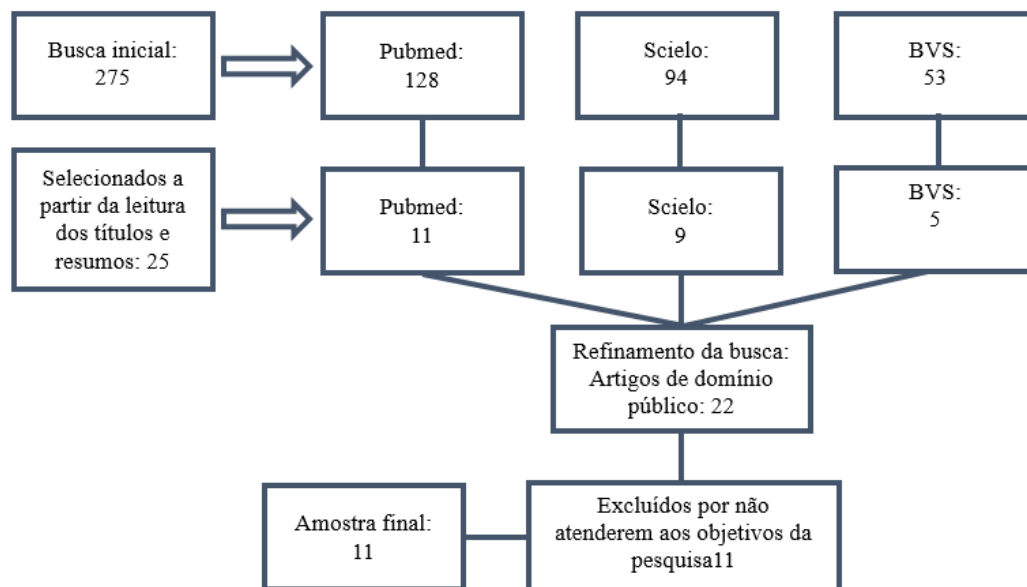 Busca inicial:
275
Pubmed:
128
Scielo:
94
BVS:
53
Selecionados a
partir da leitura
dos títulos e
resumos: 25
Pubmed:
11
Scielo:
9
BVS:
5
Refinamento da busca:
Artigos de domínio
público: 22
Amostra final:
11
Excluídos por não
atenderem aos objetivos da
pesquisa11